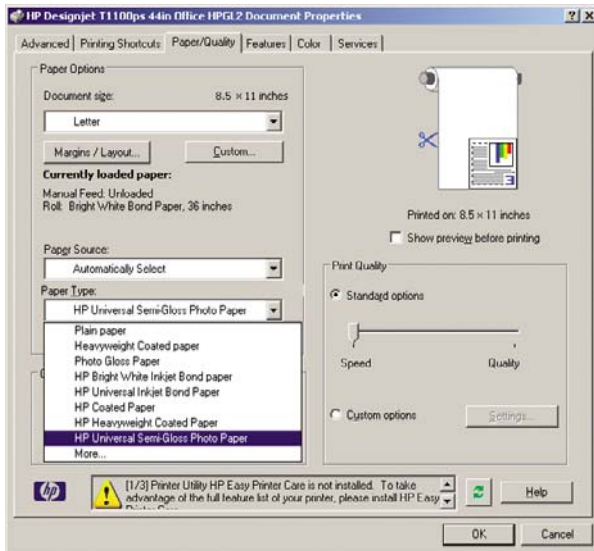 HP Designjet T1100ps 44in Office HPGL2 Document Properties
Advanced Printing Shortcuts Paper/Quality Features Color Services
Paper Options
Document size: 8.5 × 11 inches
Letter
Margins / Layout... Custom...
Currently loaded paper:
Manual Feed: Unloaded
Roll: Bright White Bond Paper, 36 inches
Paper Source:
Automatically Select
Paper Type:
HP Universal Semi-Gloss Photo Paper
Plain paper
Heavyweight Coated paper
Photo Gloss Paper
HP Bright White Inkjet Bond paper
HP Universal Inkjet Bond Paper
HP Coated Paper
HP Heavyweight Coated Paper
HP Universal Semi-Gloss Photo Paper
More...
3
Printed on: 8.5 × 11 inches
Show preview before printing
Print Quality
Standard options
Speed Quality
Custom options Settings...
hp
[1/3] Printer Utility HP Easy Printer Care is not installed. To take
advantage of the full feature list of your printer, please install HP Easy
Help
OK Cancel